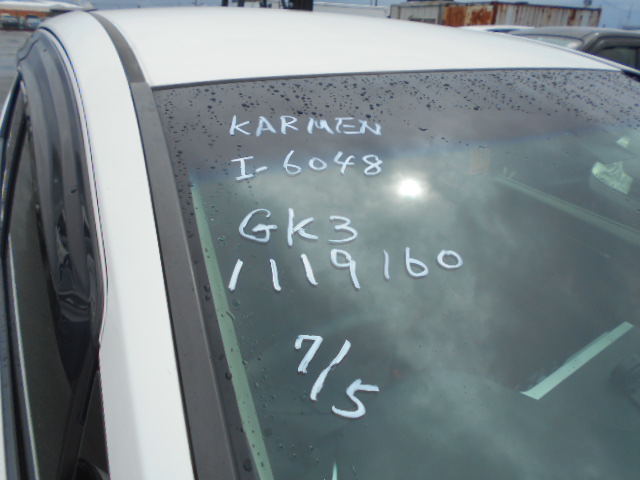 KARMEN
I-6048
GK3
1119160
7/5